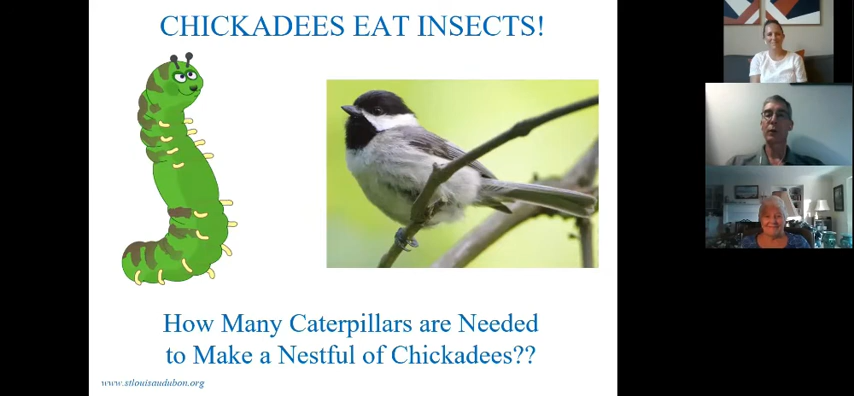 CHICKADEES EAT INSECTS!
How Many Caterpillars are Needed
to Make a Nestful of Chickadees??
www.stlouisaudubon.org